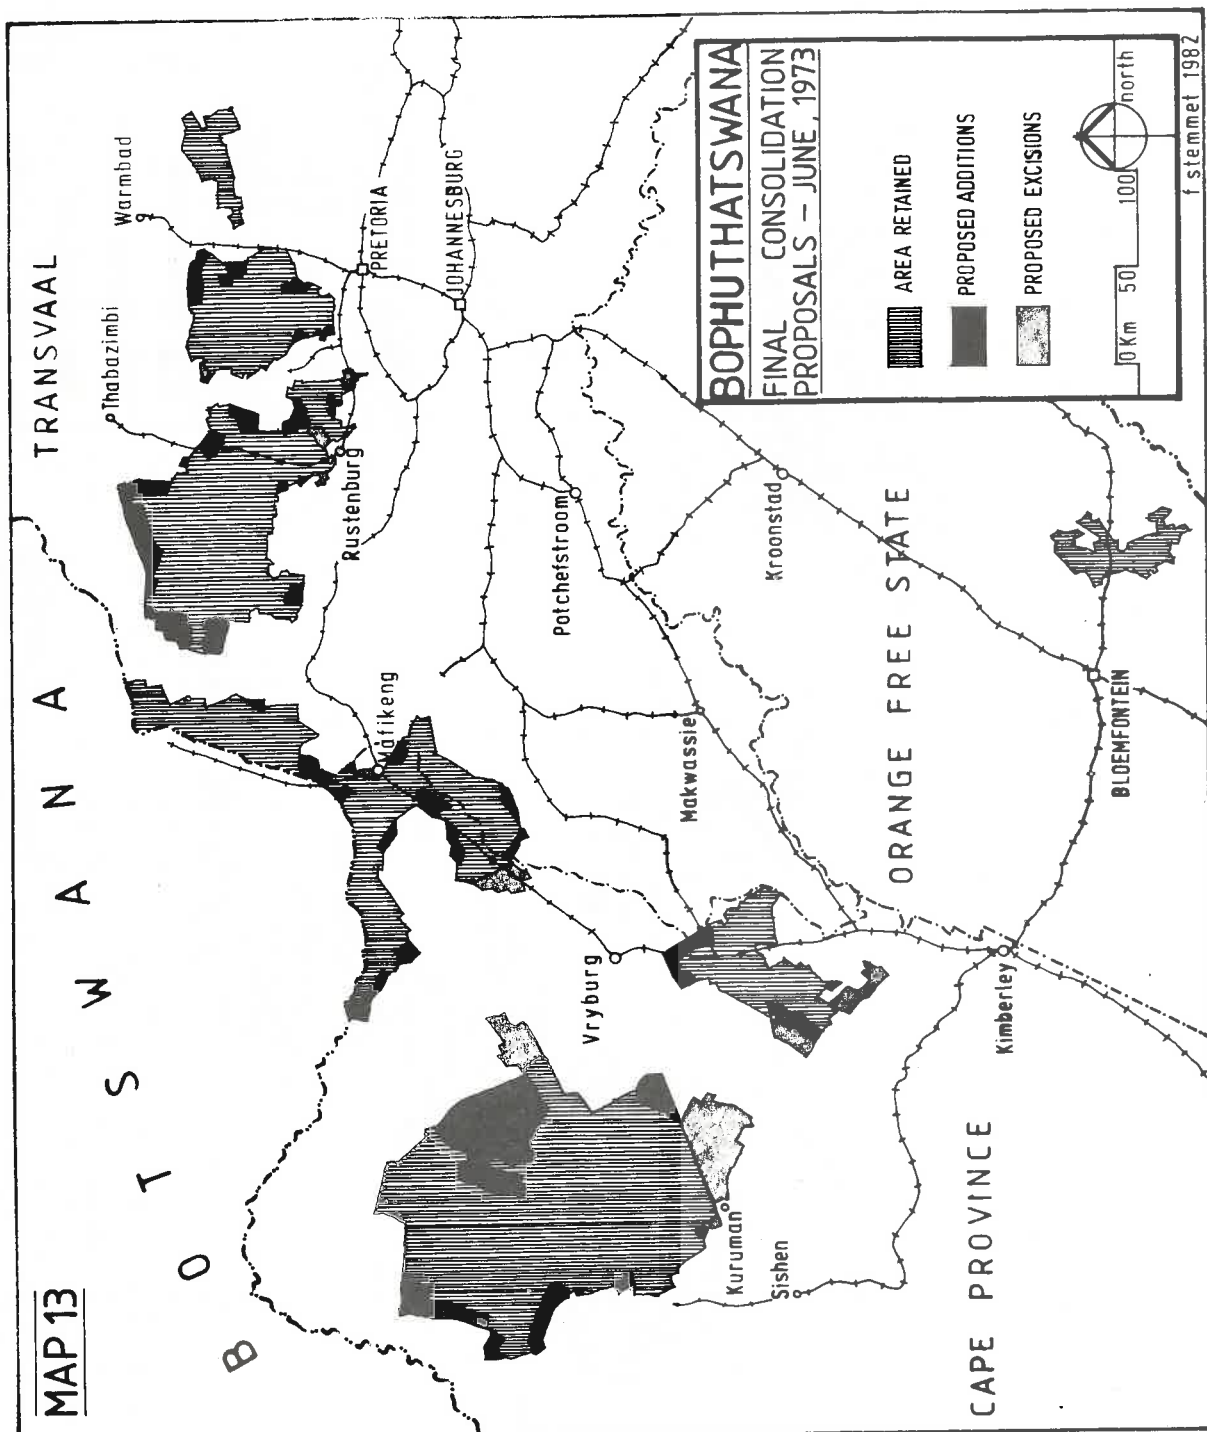 MAP 13
BOTSWANA
TRANSVAAL
Thabazimbi
Warmbad
Rustenburg
PRETORIA
JOHANNESBURG
Mafikeng
Potchefstroom
Makwassie
Vryburg
Kroonstad
ORANGE FREE STATE
Kuruman
Sishen
Kimberley
BLOEMFONTEIN
CAPE PROVINCE
BOPHUTHATSWANA
FINAL CONSOLIDATION
PROPOSALS – JUNE, 1973
AREA RETAINED
PROPOSED ADDITIONS
PROPOSED EXCISIONS
0 Km 50 100
north
f stemmet 1982